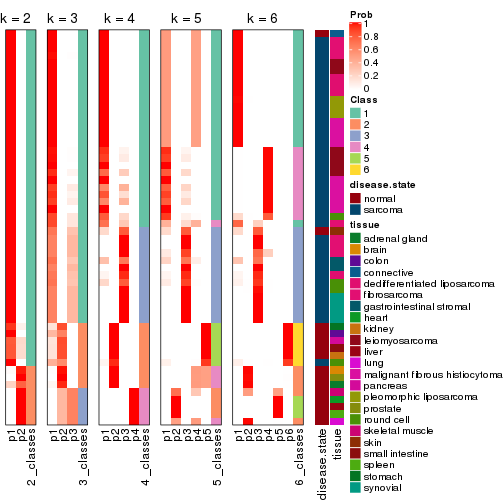 k = 2
k = 3
k = 4
k = 5
k = 6
p1
p2
2_classes
p1
p2
p3
3_classes
p1
p2
p3
p4
4_classes
p1
p2
p3
p4
p5
5_classes
p1
p2
p3
p4
p5
p6
6_classes
disease.state
tissue
Prob
1
0.8
0.6
0.4
0.2
0
Class
1
2
3
4
5
6
disease.state
normal
sarcoma
tissue
adrenal gland
brain
colon
connective
dedifferentiated liposarcoma
fibrosarcoma
gastrointestinal stromal
heart
kidney
leiomyosarcoma
liver
lung
malignant fibrous histiocytoma
pancreas
pleomorphic liposarcoma
prostate
round cell
skeletal muscle
skin
small intestine
spleen
stomach
synovial